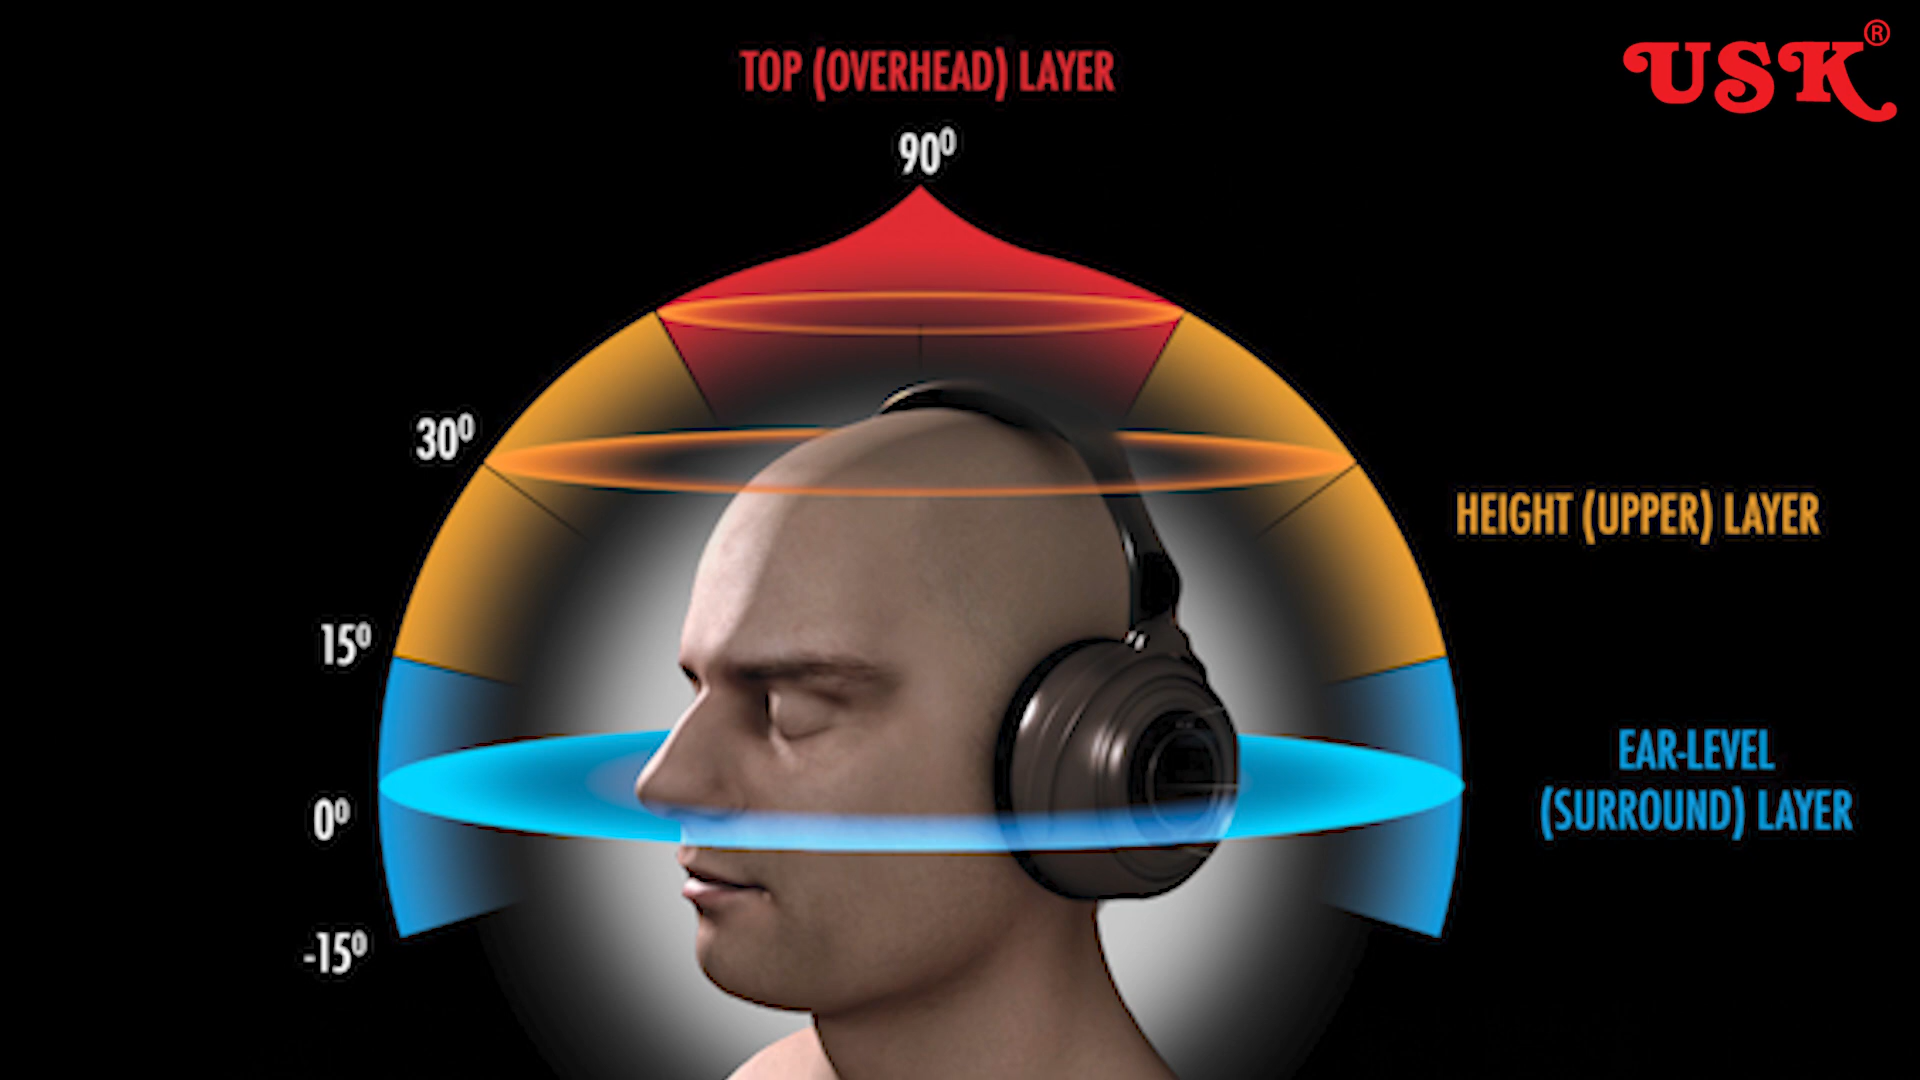 TOP (OVERHEAD) LAYER
USK®
90⁰
30⁰
HEIGHT (UPPER) LAYER
15⁰
EAR-LEVEL
(SURROUND) LAYER
0⁰
-15⁰